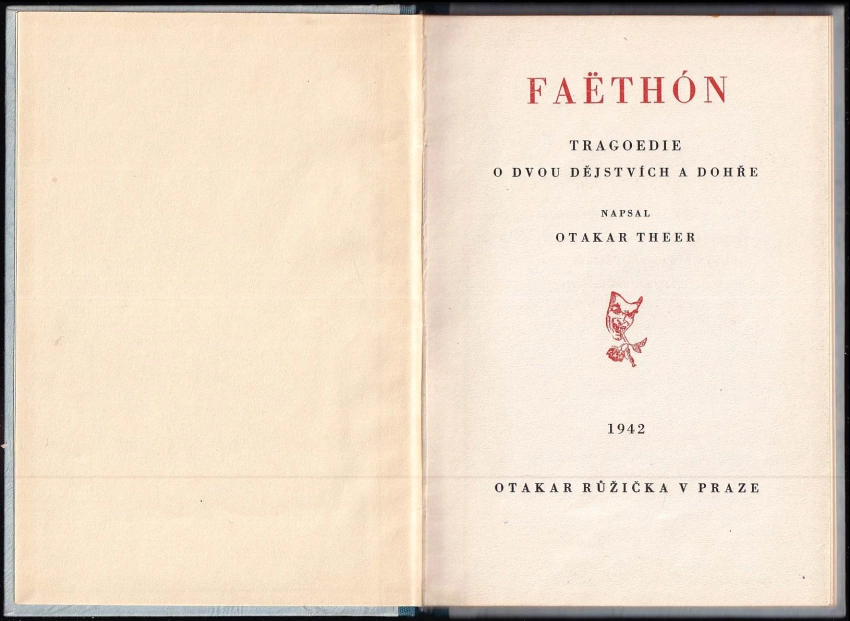 FAËTHÓN
TRAGOEDIE
O DVOU DĚJSTVÍCH A DOHŘE
NAPSAL
OTAKAR THEER
1942
OTAKAR RŮŽIČKA V PRAZE